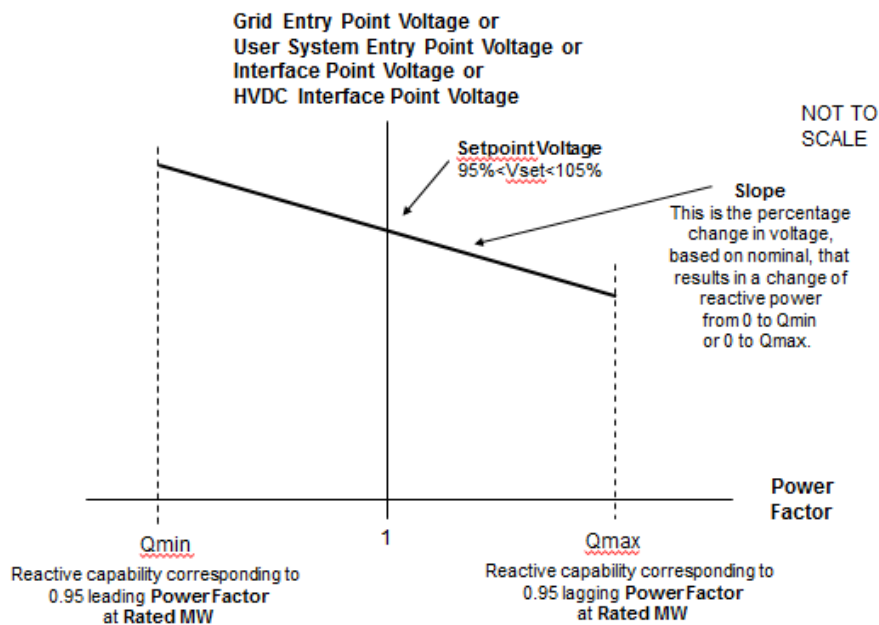 Grid Entry Point Voltage or
User System Entry Point Voltage or
Interface Point Voltage or
HVDC Interface Point Voltage
NOT TO
SCALE
Setpoint Voltage
95%<Vset<105%
Slope
This is the percentage
change in voltage,
based on nominal, that
results in a change of
reactive power
from 0 to Qmin
or 0 to Qmax.
Power
Factor
Qmin
1
Qmax
Reactive capability corresponding to
0.95 leading Power Factor
at Rated MW
Reactive capability corresponding to
0.95 lagging Power Factor
at Rated MW